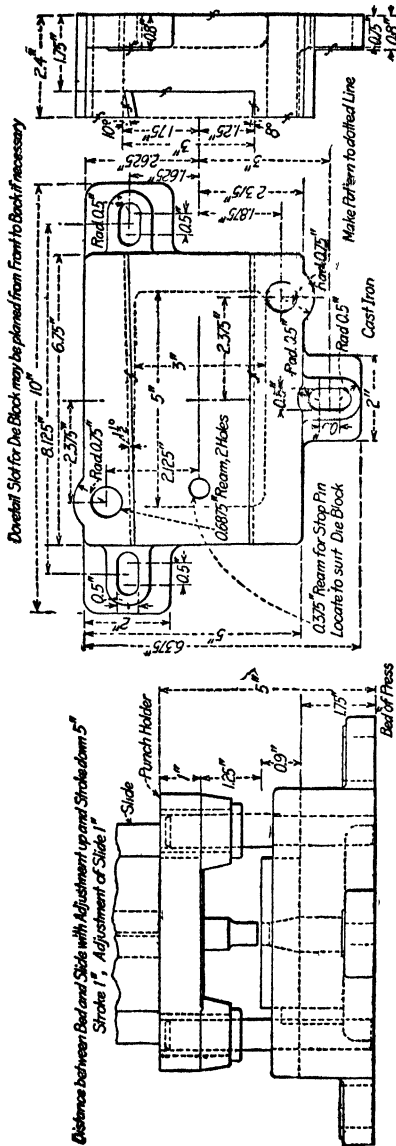 Distance between Bed and Slide with Adjustment up and Stroke down 5"
Stroke 1", Adjustment of Slide 1"
Slide
Punch Holder
1"
1.25"
0.9"
5"
1.75"
Bed of Press
Dovetail Slot for Die Block may be planed from Front to Back if necessary
10"
8.125"
6.75"
2.375"
Rad 0.75"
Rad. 0.5"
0.5"
0.5"
0.5"
2"
5"
6.375"
2.125"
5"
3"
2.375"
0.6875" Ream, 2 Holes
0.375" Ream for Stop Pin
Locate to suit Die Block
0.5"
Rad. 0.5"
Rad. 0.75"
Rad 0.5"
2"
Cast Iron
Make Pattern to dotted Line
2.625"
1.625"
1.875"
2.3175"
3"
3"
1.75"
1.25"
10°
8°
2.4"
1.75"
0.8"
0.75"
0.8"